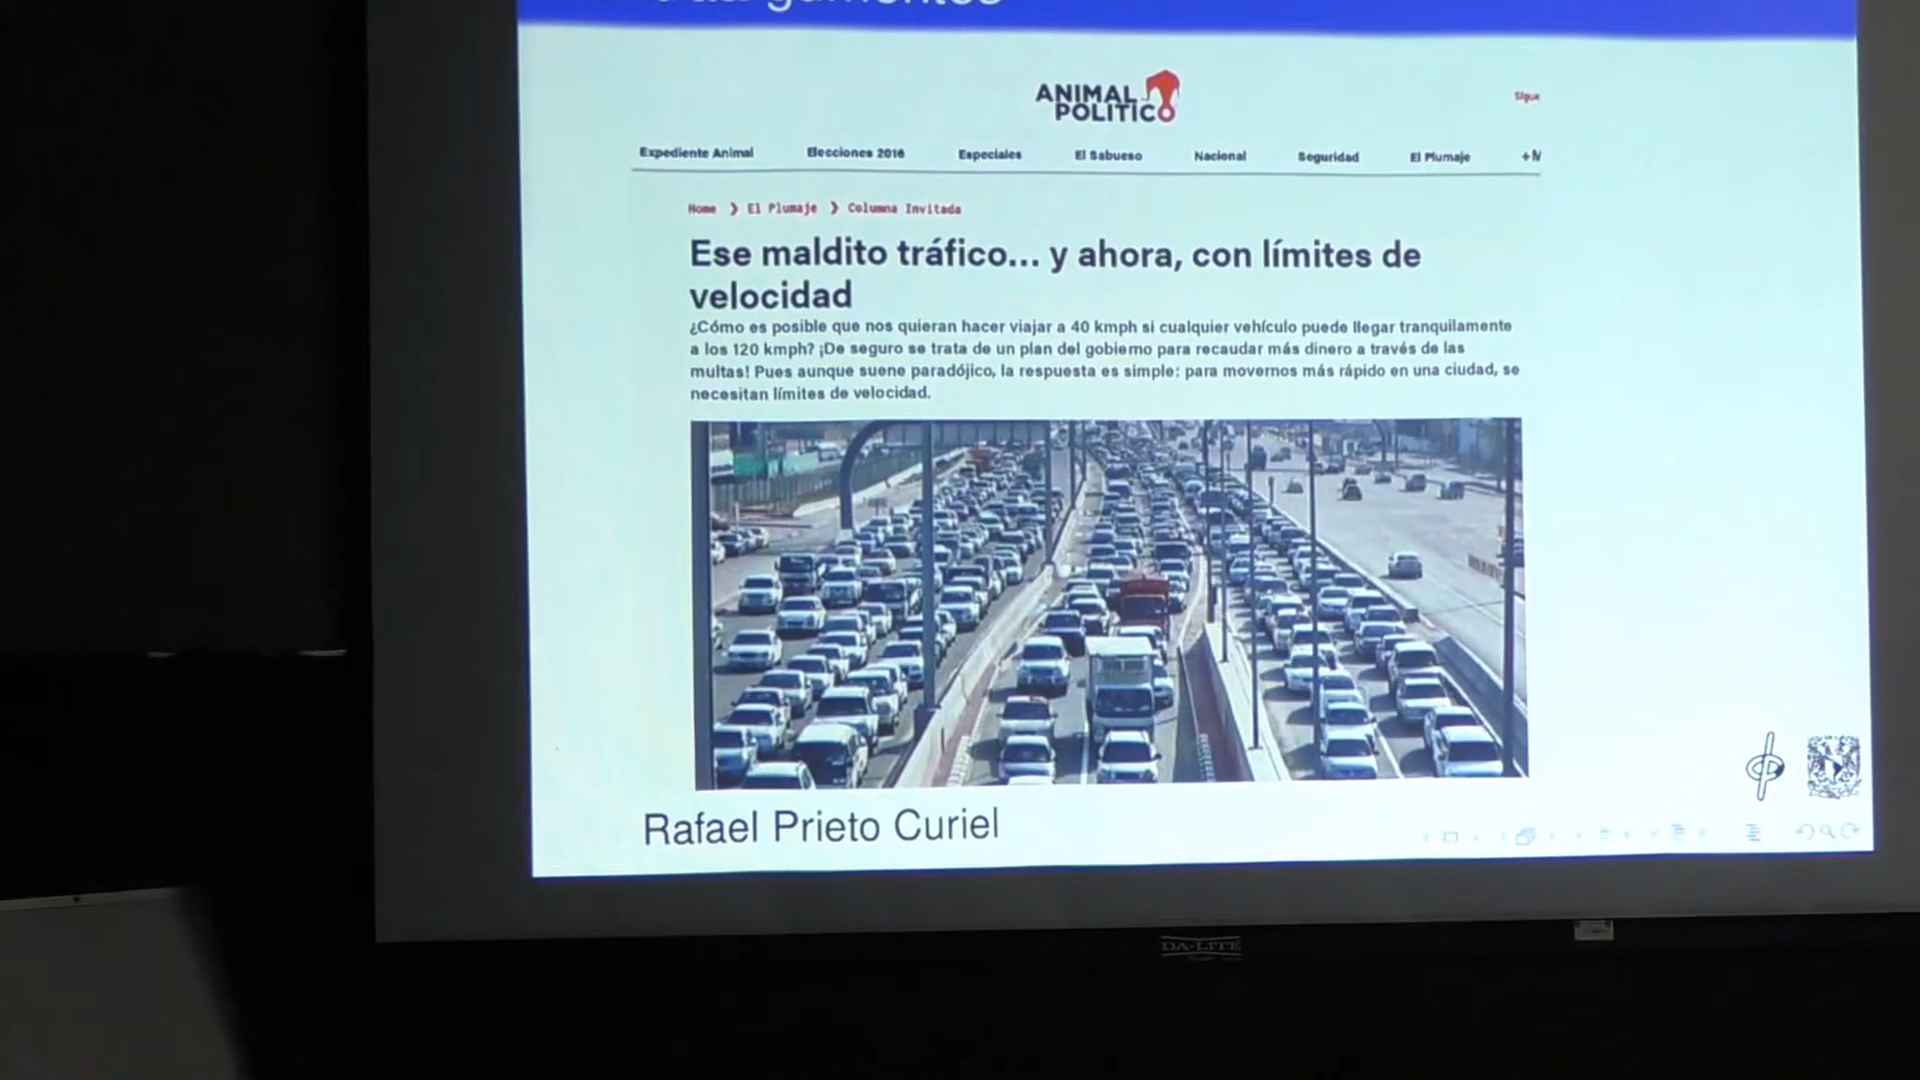 ANIMAL
POLITICO
Sigue
Expediente Animal Elecciones 2016 Especiales El Sabueso Nacional Seguridad El Plumaje +M
Home > El Plumaje > Columna Invitada
Ese maldito tráfico... y ahora, con límites de
velocidad
¿Cómo es posible que nos quieran hacer viajar a 40 kmph si cualquier vehículo puede llegar tranquilamente
a los 120 kmph? ¡De seguro se trata de un plan del gobierno para recaudar más dinero a través de las
multas! Pues aunque suene paradójico, la respuesta es simple: para movernos más rápido en una ciudad, se
necesitan límites de velocidad.
Rafael Prieto Curiel
DA-LITE